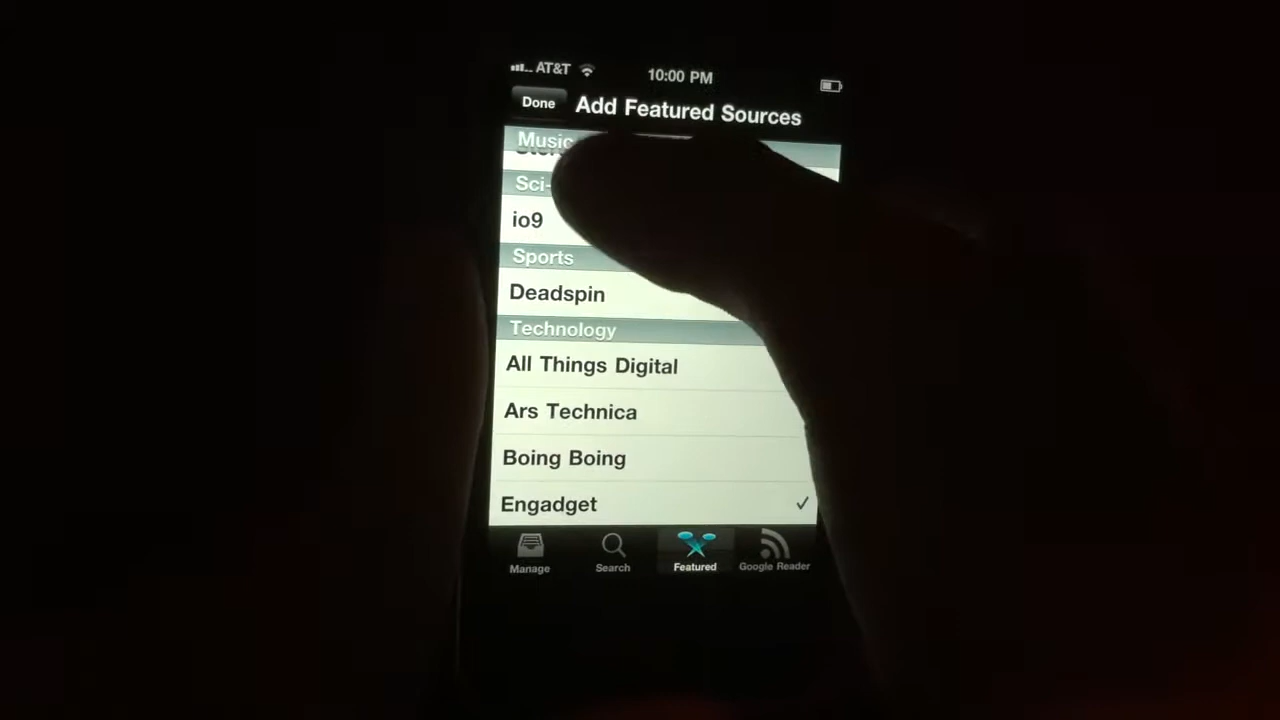 AT&T 10:00 PM
Done Add Featured Sources
Music
Sci-
io9
Sports
Deadspin
Technology
All Things Digital
Ars Technica
Boing Boing
Engadget
Manage Search Featured Google Reader